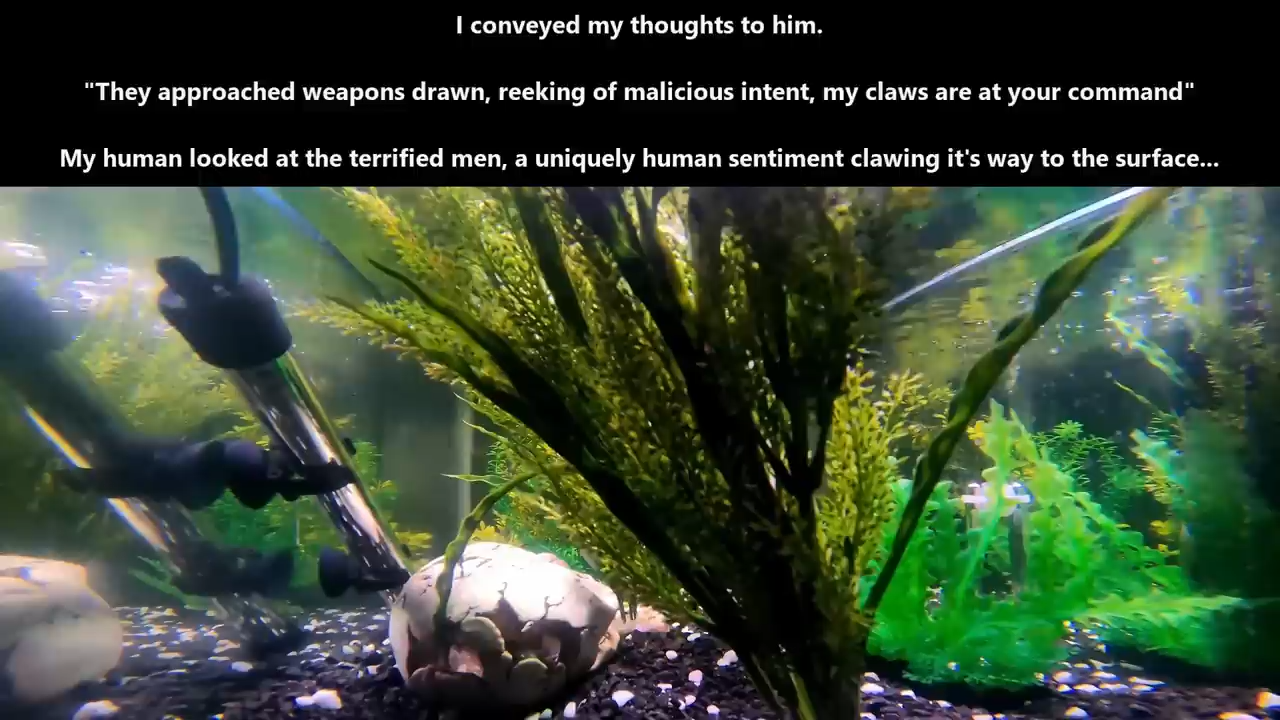 I conveyed my thoughts to him.
"They approached weapons drawn, reeking of malicious intent, my claws are at your command"
My human looked at the terrified men, a uniquely human sentiment clawing it's way to the surface...